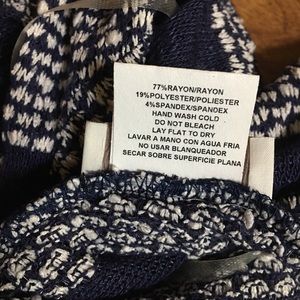 77%RAYON/RAYON
19%POLYESTER/POLIESTER
4%SPANDEX/SPANDEX
HAND WASH COLD
DO NOT BLEACH
LAY FLAT TO DRY
LAVAR A MANO CON AGUA FRIA
NO USAR BLANQUEADOR
SECAR SOBRE SUPERFICIE PLANA